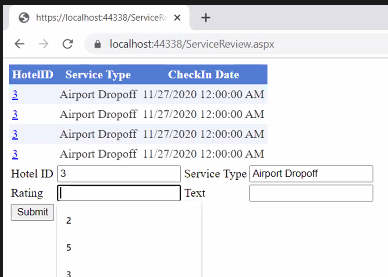 https://localhost:44338/ServiceRe
localhost:44338/ServiceReview.aspx
HotelID Service Type CheckIn Date
3 Airport Dropoff 11/27/2020 12:00:00 AM
3 Airport Dropoff 11/27/2020 12:00:00 AM
3 Airport Dropoff 11/27/2020 12:00:00 AM
3 Airport Dropoff 11/27/2020 12:00:00 AM
Hotel ID 3 Service Type Airport Dropoff
Rating Text
Submit
2
5
3